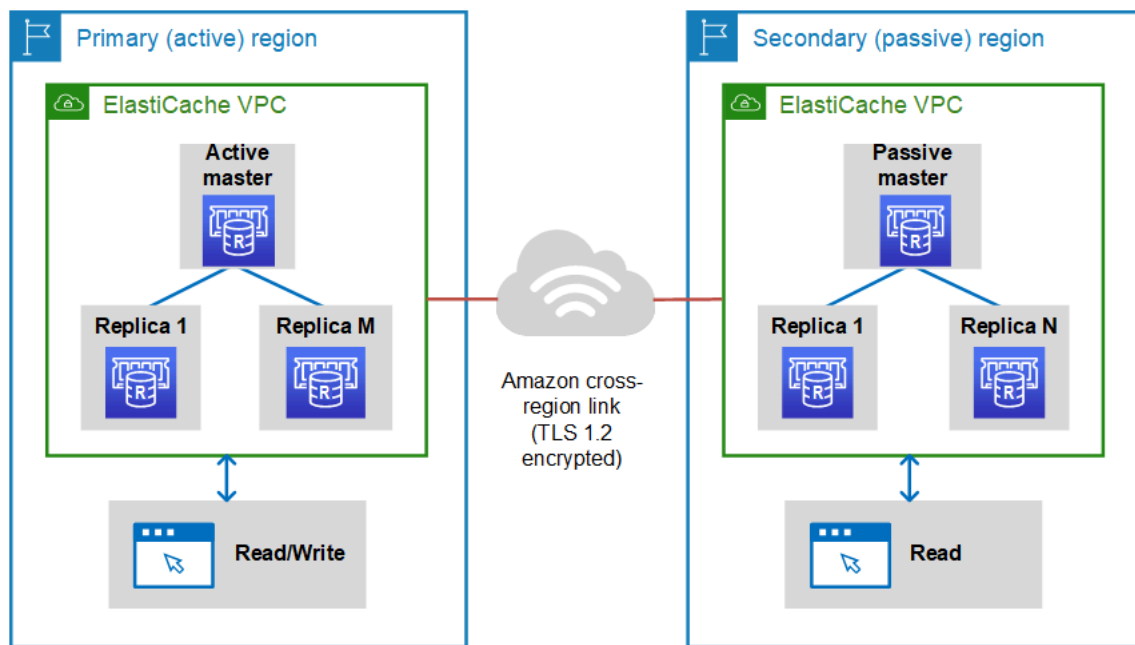 Primary (active) region
ElastiCache VPC
Active
master
R
Replica 1
R
Replica M
R
Read/Write
Amazon cross-
region link
(TLS 1.2
encrypted)
Secondary (passive) region
ElastiCache VPC
Passive
master
R
Replica 1
R
Replica N
R
Read